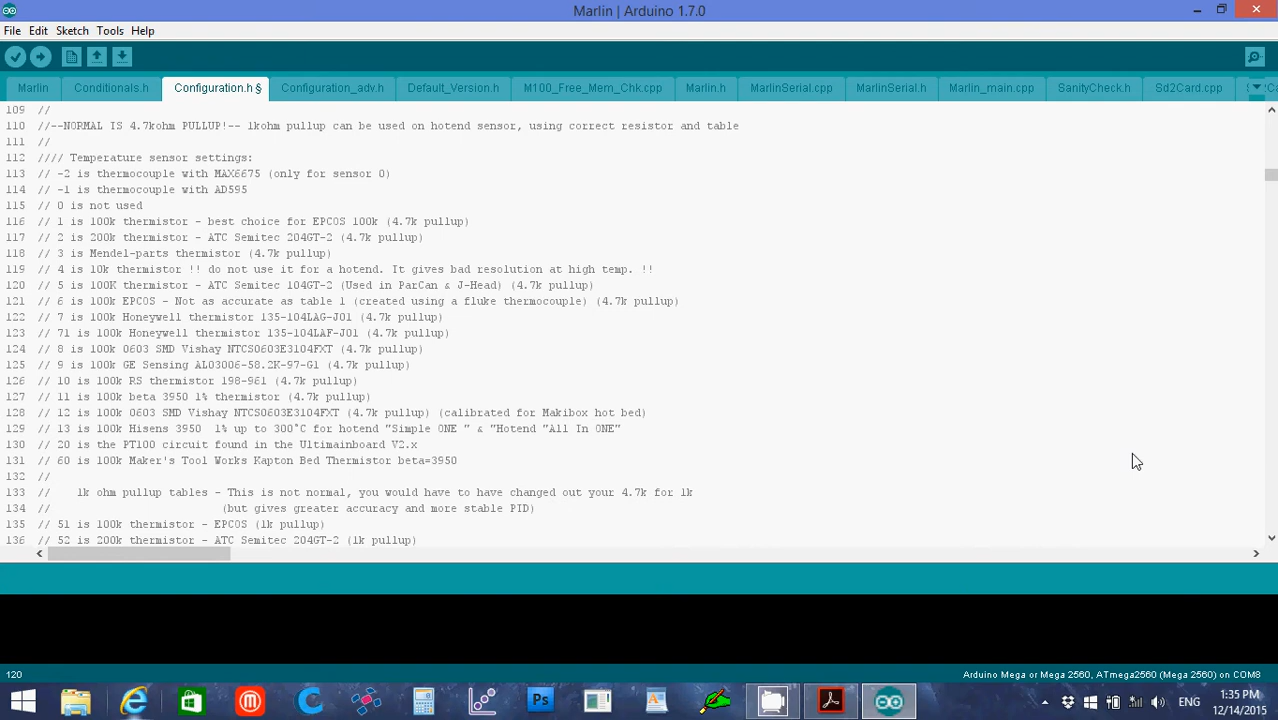 Marlin | Arduino 1.7.0
File Edit Sketch Tools Help
Marlin Conditionals.h Configuration.h § Configuration_adv.h Default_Version.h M100_Free_Mem_Chk.cpp Marlin.h MarlinSerial.cpp MarlinSerial.h Marlin_main.cpp SanityCheck.h Sd2Card.cpp
109 //
110 //--NORMAL IS 4.7kohm PULLUP!-- 1kohm pullup can be used on hotend sensor, using correct resistor and table
111 //
112 //// Temperature sensor settings:
113 // -2 is thermocouple with MAX6675 (only for sensor 0)
114 // -1 is thermocouple with AD595
115 // 0 is not used
116 // 1 is 100k thermistor - best choice for EPCOS 100k (4.7k pullup)
117 // 2 is 200k thermistor - ATC Semitec 204GT-2 (4.7k pullup)
118 // 3 is Mendel-parts thermistor (4.7k pullup)
119 // 4 is 10k thermistor !! do not use it for a hotend. It gives bad resolution at high temp. !!
120 // 5 is 100K thermistor - ATC Semitec 104GT-2 (Used in ParCan & J-Head) (4.7k pullup)
121 // 6 is 100k EPCOS - Not as accurate as table 1 (created using a fluke thermocouple) (4.7k pullup)
122 // 7 is 100k Honeywell thermistor 135-104LAG-J01 (4.7k pullup)
123 // 71 is 100k Honeywell thermistor 135-104LAF-J01 (4.7k pullup)
124 // 8 is 100k 0603 SMD Vishay NTCS0603E3104FXT (4.7k pullup)
125 // 9 is 100k GE Sensing AL03006-58.2K-97-G1 (4.7k pullup)
126 // 10 is 100k RS thermistor 198-961 (4.7k pullup)
127 // 11 is 100k beta 3950 1% thermistor (4.7k pullup)
128 // 12 is 100k 0603 SMD Vishay NTCS0603E3104FXT (4.7k pullup) (calibrated for Makibox hot bed)
129 // 13 is 100k Hisens 3950 1% up to 300°C for hotend "Simple ONE " & "Hotend "All In ONE"
130 // 20 is the PT100 circuit found in the Ultimainboard V2.x
131 // 60 is 100k Maker's Tool Works Kapton Bed Thermistor beta=3950
132 //
133 // 1k ohm pullup tables - This is not normal, you would have to have changed out your 4.7k for 1k
134 // (but gives greater accuracy and more stable PID)
135 // 51 is 100k thermistor - EPCOS (1k pullup)
136 // 52 is 200k thermistor - ATC Semitec 204GT-2 (1k pullup)
120
Arduino Mega or Mega 2560, ATmega2560 (Mega 2560) on COM8
Ps
ENG
1:35 PM
12/14/2015